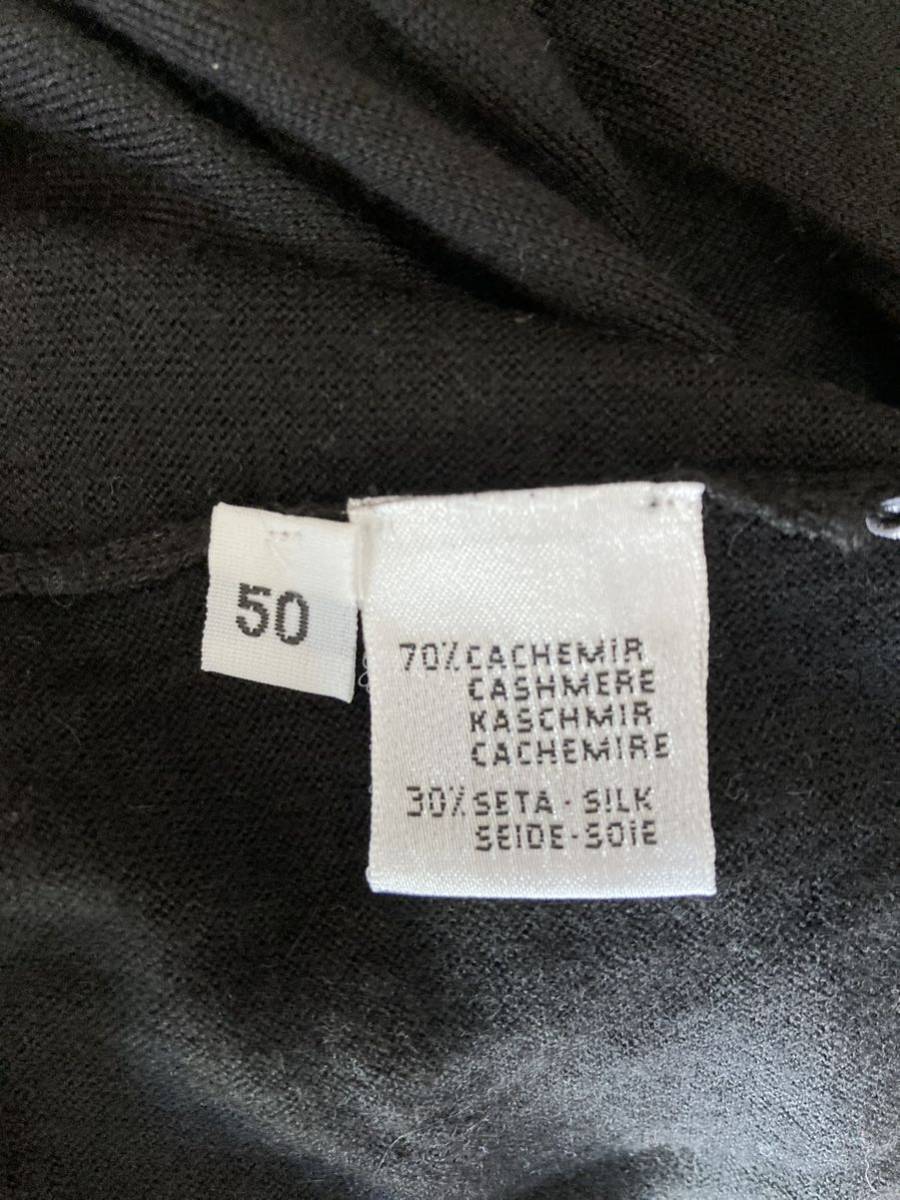 50
70% CACHEMIR
CASHMERE
KASCHMIR
CACHEMIRE
30% SETA · SILK
SEIDE-SOIE